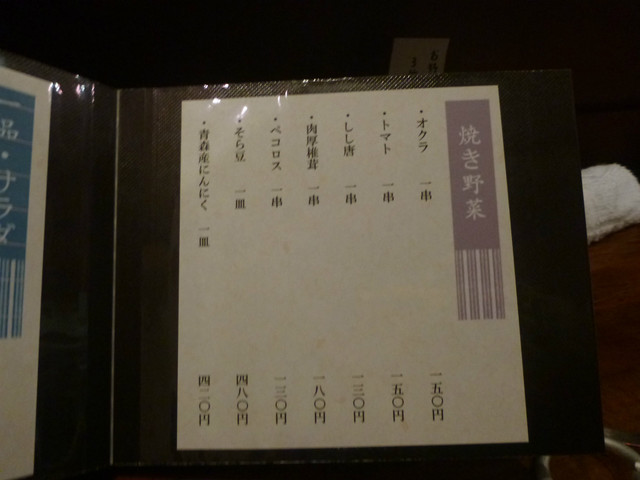 焼き野菜
・オクラ 一串 一五〇円
・トマト 一串 一五〇円
・しし唐 一串 一三〇円
・肉厚椎茸 一串 一八〇円
・ペコロス 一串 一三〇円
・そら豆 一皿 四八〇円
・青森産にんにく 一皿 四二〇円
一品・サラダ